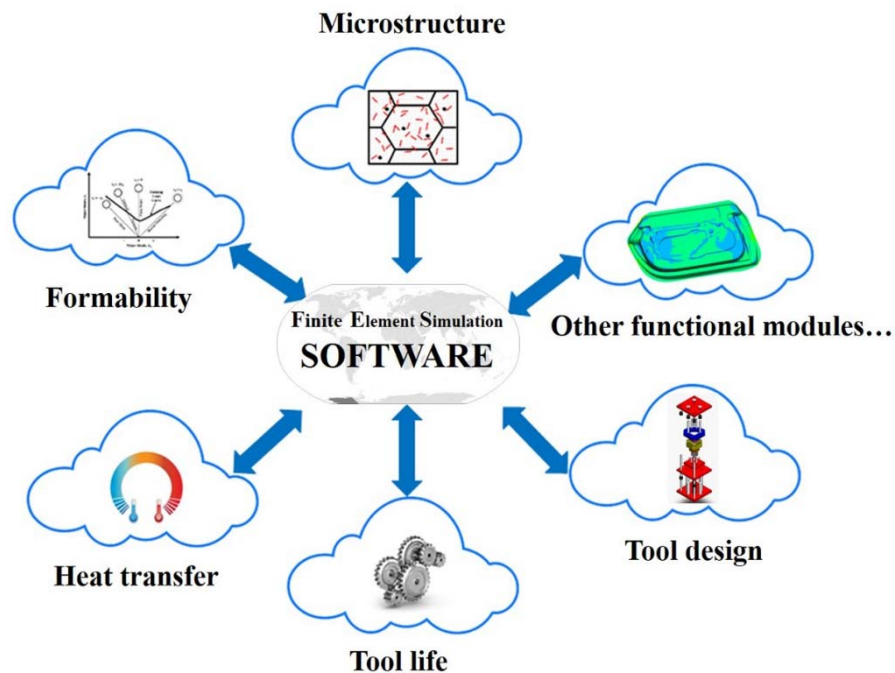 Microstructure
Formability
Finite Element Simulation
SOFTWARE
Other functional modules…
Heat transfer
Tool life
Tool design